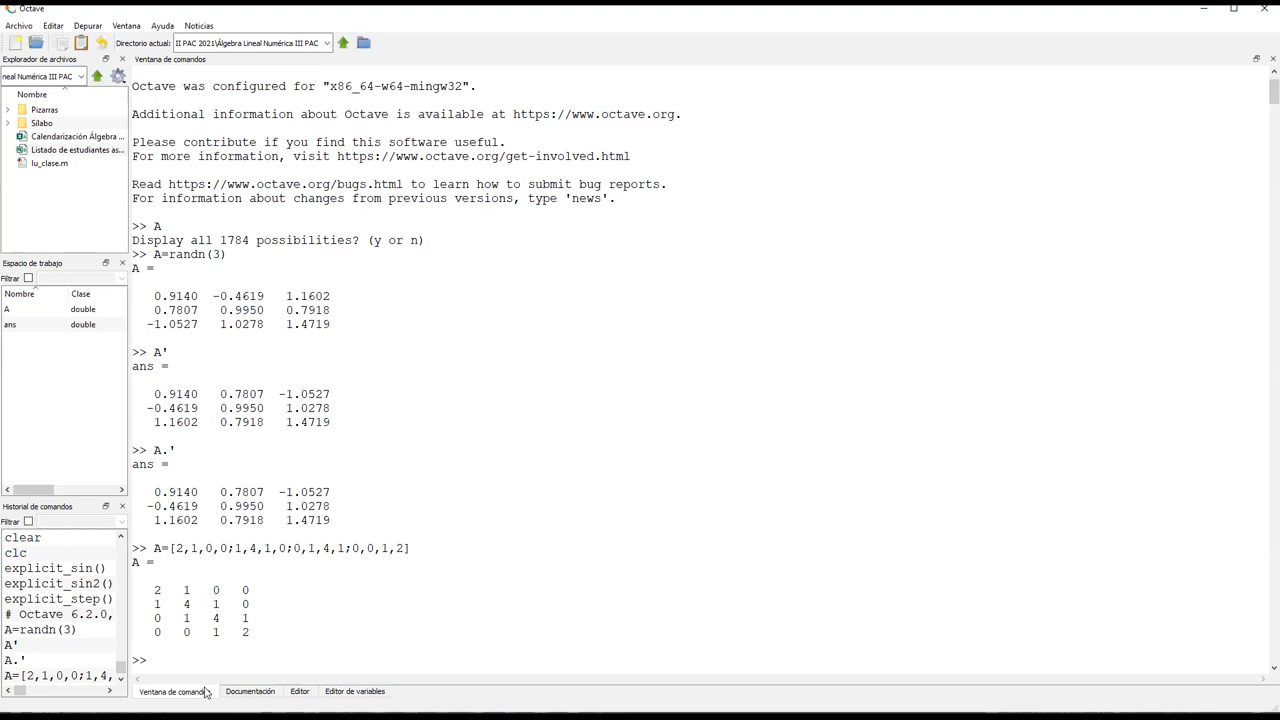 Octave
Archivo Editar Depurar Ventana Ayuda Noticias
Directorio actual: II PAC 2021\Álgebra Lineal Numérica III PAC
Explorador de archivos
neal Numérica III PAC
Nombre
Pizarras
Sílabo
Calendarización Álgebra ...
Listado de estudiantes as...
lu_clase.m
Espacio de trabajo
Filtrar
Nombre Clase
A double
ans double
Historial de comandos
Filtrar
clear
clc
explicit_sin()
explicit_sin2()
explicit_step()
# Octave 6.2.0,
A=randn(3)
A'
A.'
A=[2,1,0,0;1,4,
Ventana de comandos
Octave was configured for "x86_64-w64-mingw32".
Additional information about Octave is available at https://www.octave.org.
Please contribute if you find this software useful.
For more information, visit https://www.octave.org/get-involved.html
Read https://www.octave.org/bugs.html to learn how to submit bug reports.
For information about changes from previous versions, type 'news'.
>> A
Display all 1784 possibilities? (y or n)
>> A=randn(3)
A =
0.9140 -0.4619 1.1602
0.7807 0.9950 0.7918
-1.0527 1.0278 1.4719
>> A'
ans =
0.9140 0.7807 -1.0527
-0.4619 0.9950 1.0278
1.1602 0.7918 1.4719
>> A.'
ans =
0.9140 0.7807 -1.0527
-0.4619 0.9950 1.0278
1.1602 0.7918 1.4719
>> A=[2,1,0,0;1,4,1,0;0,1,4,1;0,0,1,2]
A =
2 1 0 0
1 4 1 0
0 1 4 1
0 0 1 2
>>
Ventana de comandos Documentación Editor Editor de variables